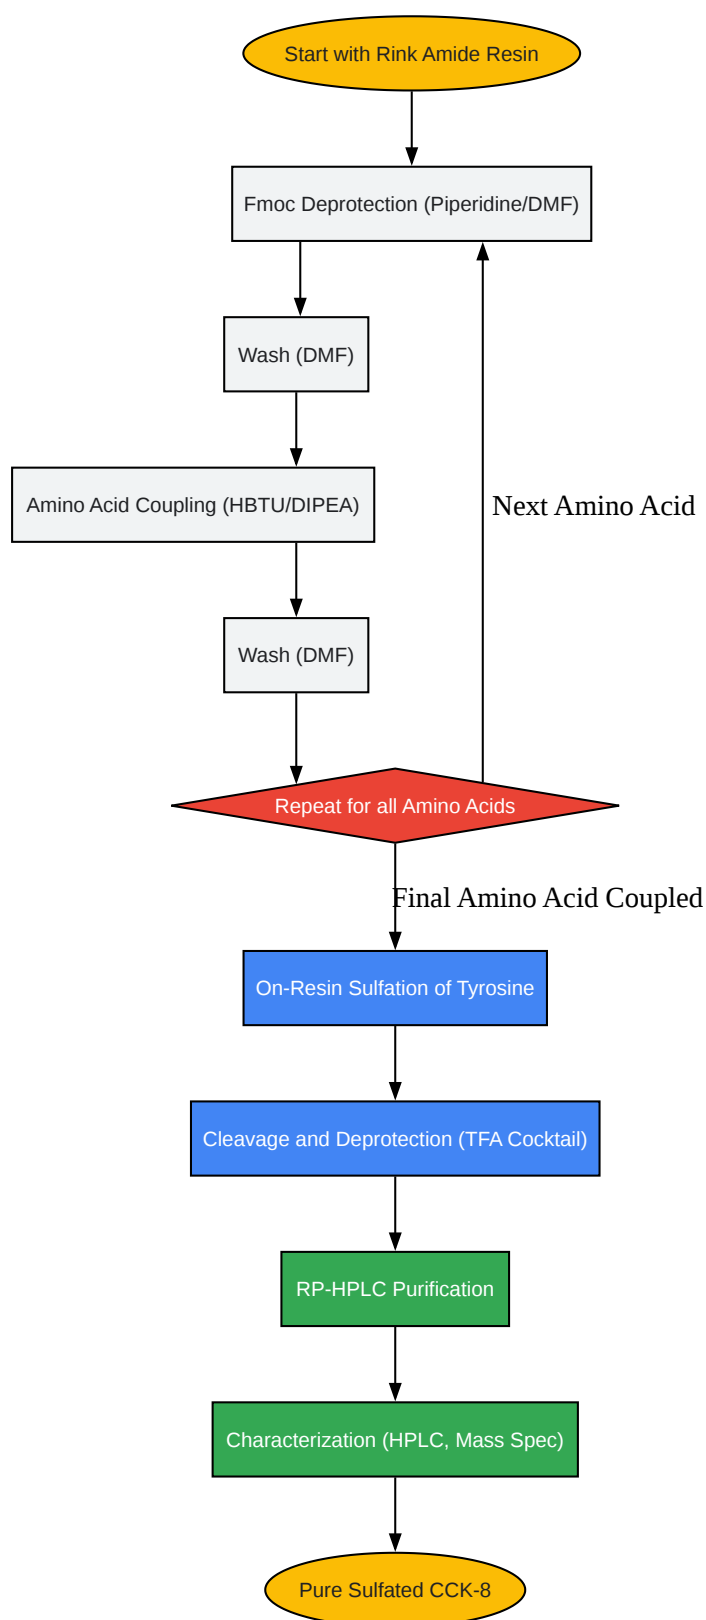 Start with Rink Amide Resin
Fmoc Deprotection (Piperidine/DMF)
Wash (DMF)
Amino Acid Coupling (HBTU/DIPEA)
Next Amino Acid
Wash (DMF)
Repeat for all Amino Acids
Final Amino Acid Coupled
On-Resin Sulfation of Tyrosine
Cleavage and Deprotection (TFA Cocktail)
RP-HPLC Purification
Characterization (HPLC, Mass Spec)
Pure Sulfated CCK-8